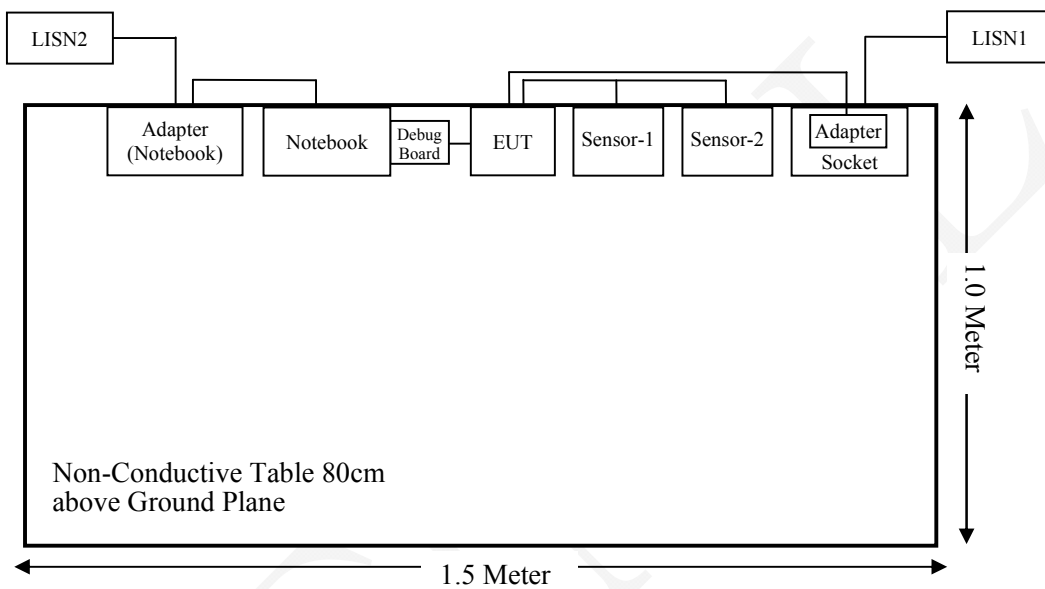 LISN2
LISN1
Adapter
(Notebook)
Notebook
Debug
Board
EUT
Sensor-1
Sensor-2
Adapter
Socket
1.0 Meter
Non-Conductive Table 80cm
above Ground Plane
1.5 Meter